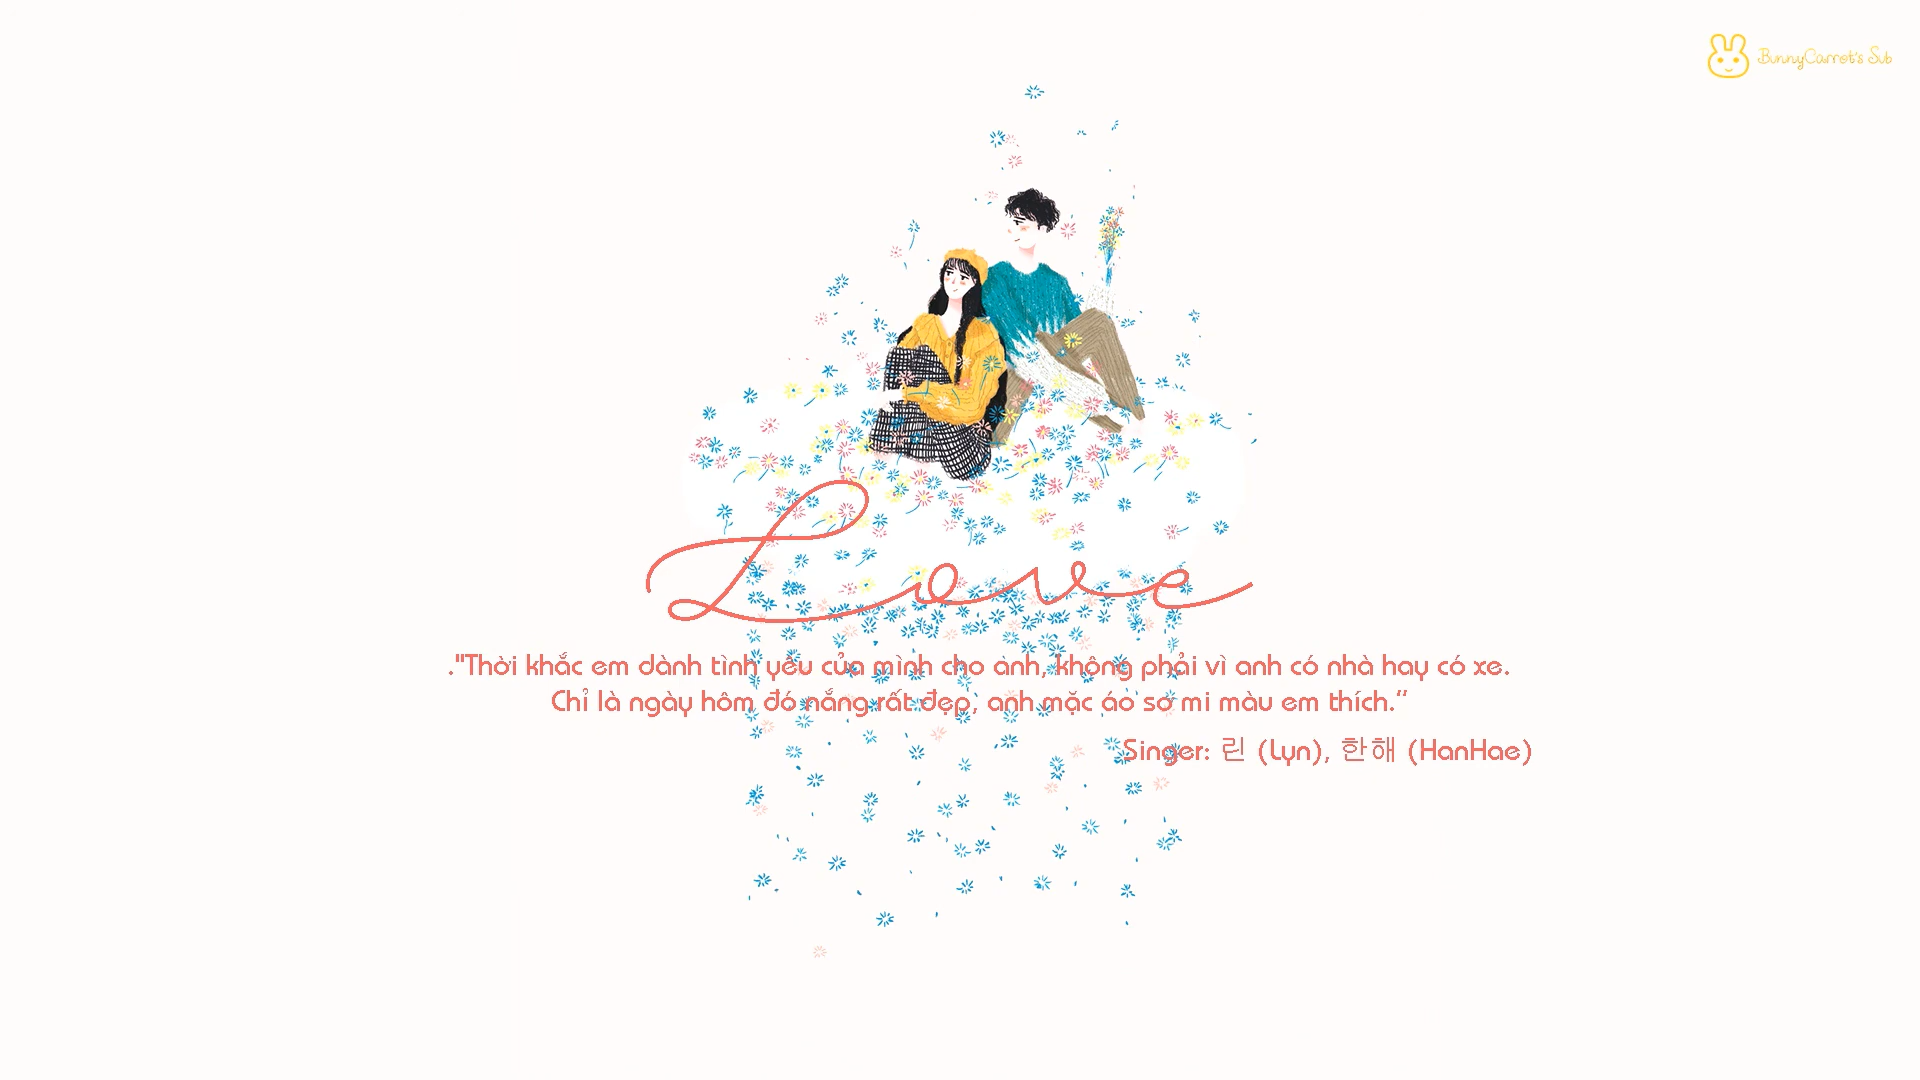 BunnyCarrot's Sub
Love
."Thời khắc em dành tình yêu của mình cho anh, không phải vì anh có nhà hay có xe.
Chỉ là ngày hôm đó nắng rất đẹp, anh mặc áo sơ mi màu em thích.“
Singer: 린 (Lyn), 한해 (HanHae)